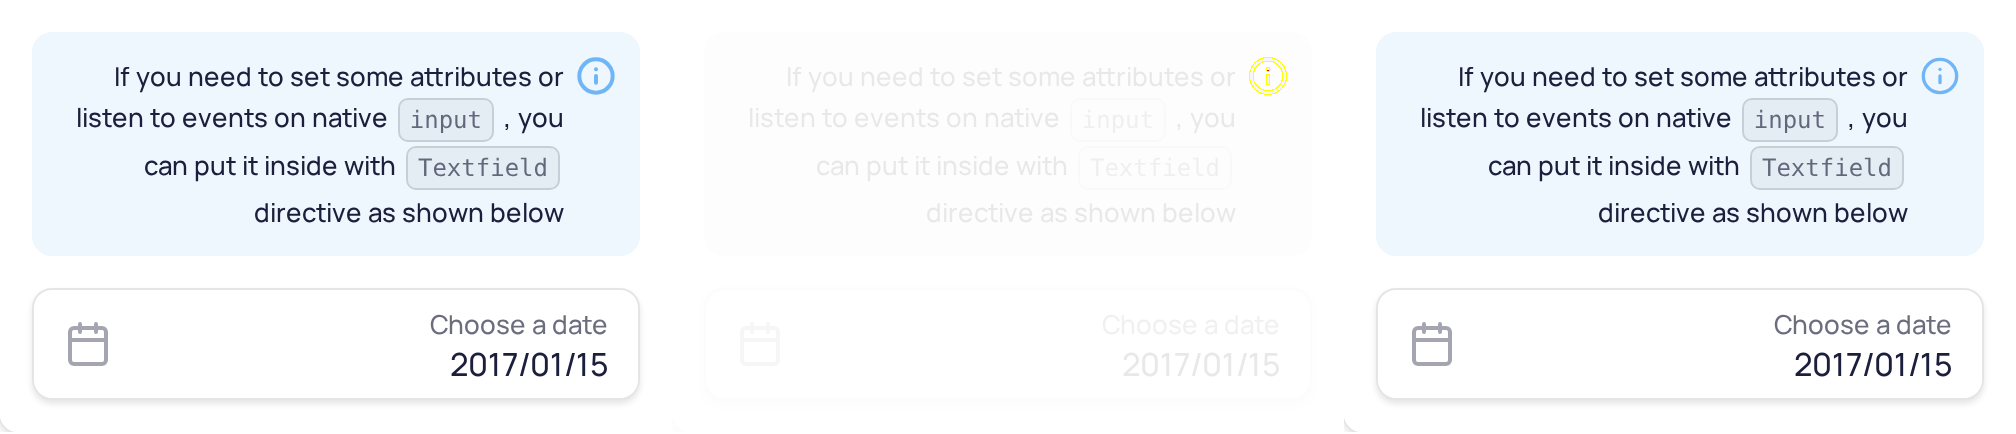 If you need to set some attributes or
listen to events on native input , you
can put it inside with Textfield
directive as shown below
Choose a date
2017/01/15
If you need to set some attributes or
listen to events on native input , you
can put it inside with Textfield
directive as shown below
Choose a date
2017/01/15
If you need to set some attributes or
listen to events on native input , you
can put it inside with Textfield
directive as shown below
Choose a date
2017/01/15